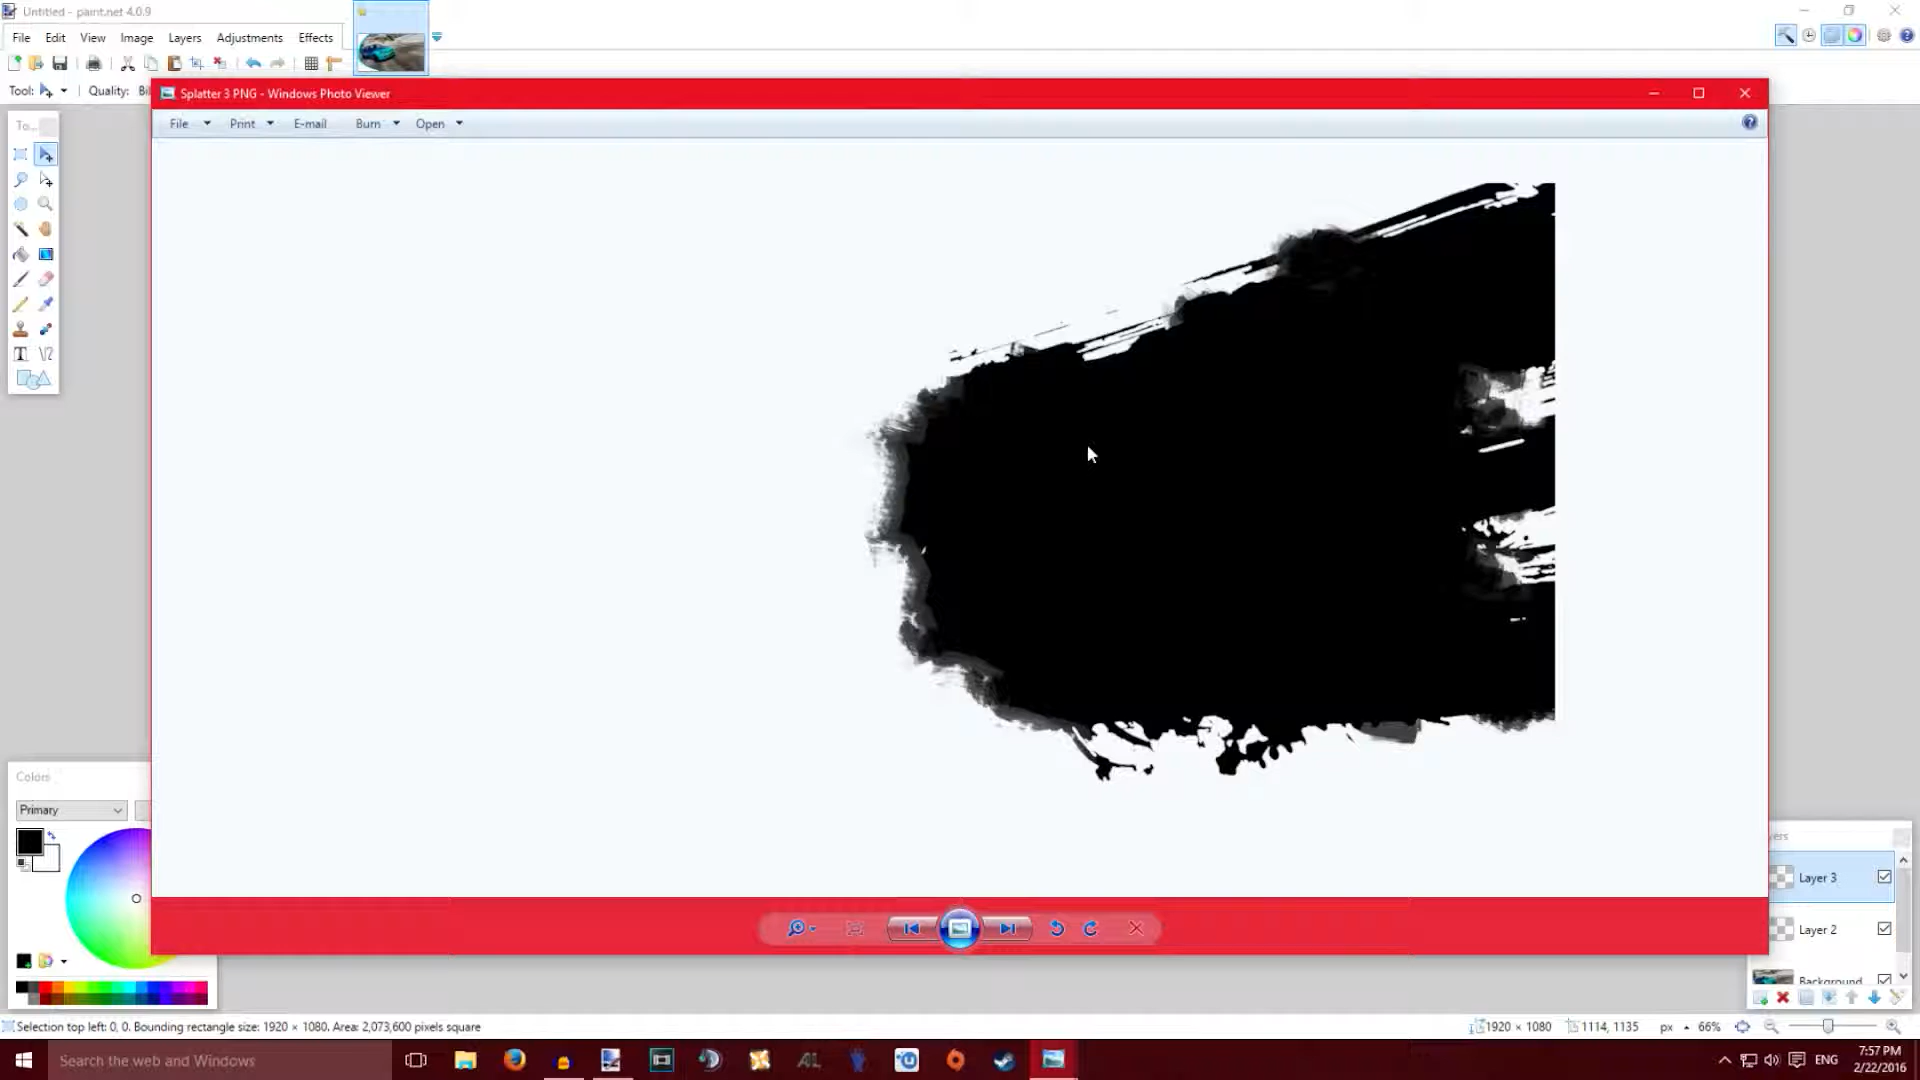 Untitled - paint.net 4.0.9
File Edit View Image Layers Adjustments Effects
Tool: Quality:
Splatter 3 PNG - Windows Photo Viewer
File Print E-mail Burn Open
To...
Colors
Primary
Layer 3
Layer 2
Background
Selection top left: 0, 0. Bounding rectangle size: 1920 × 1080. Area: 2,073,600 pixels square
1920 × 1080
1114, 1135
px
66%
Search the web and Windows
ENG
7:57 PM
2/22/2016